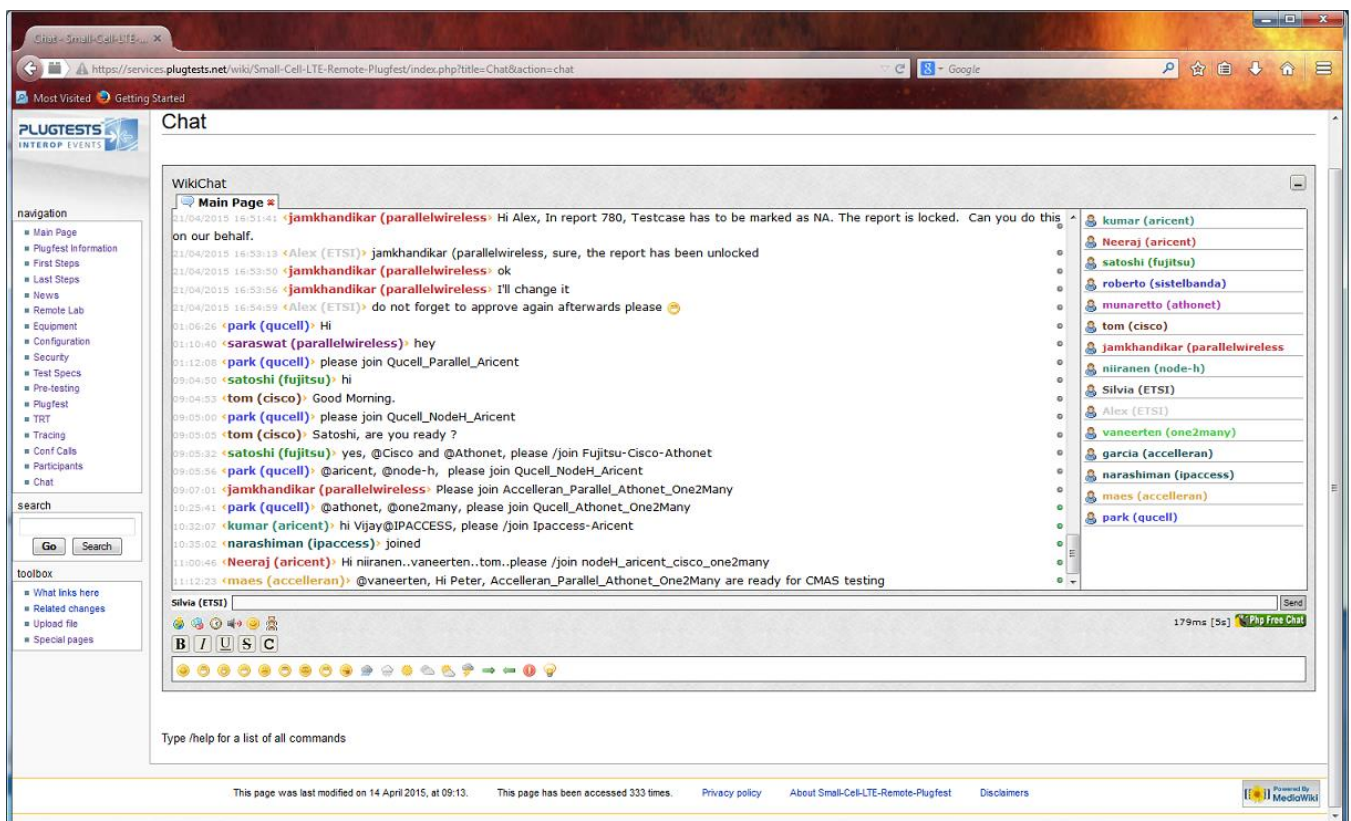 Chat - Small-Cell-LTE-...
https://services.plugtests.net/wiki/Small-Cell-LTE-Remote-Plugfest/index.php?title=Chat&action=chat
Google
Most Visited Getting Started
PLUGTESTS
INTEROP EVENTS
navigation
Main Page
Plugfest Information
First Steps
Last Steps
News
Remote Lab
Equipment
Configuration
Security
Test Specs
Pre-testing
Plugfest
TRT
Tracing
Conf Calls
Participants
Chat
search
Go Search
toolbox
What links here
Related changes
Upload file
Special pages
Chat
WikiChat
Main Page
21/04/2015 16:51:41 ‹jamkhandikar (parallelwireless› Hi Alex, In report 780, Testcase has to be marked as NA. The report is locked. Can you do this
on our behalf.
21/04/2015 16:53:13 ‹Alex (ETSI)› jamkhandikar (parallelwireless, sure, the report has been unlocked
21/04/2015 16:53:50 ‹jamkhandikar (parallelwireless› ok
21/04/2015 16:53:56 ‹jamkhandikar (parallelwireless› I'll change it
21/04/2015 16:54:59 ‹Alex (ETSI)› do not forget to approve again afterwards please
01:06:26 ‹park (qucell)› Hi
01:10:40 ‹saraswat (parallelwireless)› hey
01:12:08 ‹park (qucell)› please join Qucell_Parallel_Aricent
09:04:50 ‹satoshi (fujitsu)› hi
09:04:53 ‹tom (cisco)› Good Morning.
09:05:00 ‹park (qucell)› please join Qucell_NodeH_Aricent
09:05:05 ‹tom (cisco)› Satoshi, are you ready ?
09:05:32 ‹satoshi (fujitsu)› yes, @Cisco and @Athonet, please /join Fujitsu-Cisco-Athonet
09:05:56 ‹park (qucell)› @aricent, @node-h, please join Qucell_NodeH_Aricent
09:07:01 ‹jamkhandikar (parallelwireless› Please join Accelleran_Parallel_Athonet_One2Many
10:25:41 ‹park (qucell)› @athonet, @one2many, please join Qucell_Athonet_One2Many
10:32:07 ‹kumar (aricent)› hi Vijay@IPACCESS, please /join Ipaccess-Aricent
10:35:02 ‹narashiman (ipaccess)› joined
11:00:46 ‹Neeraj (aricent)› Hi niiranen..vaneerten..tom..please /join nodeH_aricent_cisco_one2many
11:12:23 ‹maes (accelleran)› @vaneerten, Hi Peter, Accelleran_Parallel_Athonet_One2Many are ready for CMAS testing
kumar (aricent)
Neeraj (aricent)
satoshi (fujitsu)
roberto (sistelbanda)
munaretto (athonet)
tom (cisco)
jamkhandikar (parallelwireless
niiranen (node-h)
Silvia (ETSI)
Alex (ETSI)
vaneerten (one2many)
garcia (accelleran)
narashiman (ipaccess)
maes (accelleran)
park (qucell)
Silvia (ETSI)
Send
179ms [5s] Php Free Chat
B I U S C
Type /help for a list of all commands
This page was last modified on 14 April 2015, at 09:13. This page has been accessed 333 times. Privacy policy About Small-Cell-LTE-Remote-Plugfest Disclaimers
Powered By
MediaWiki